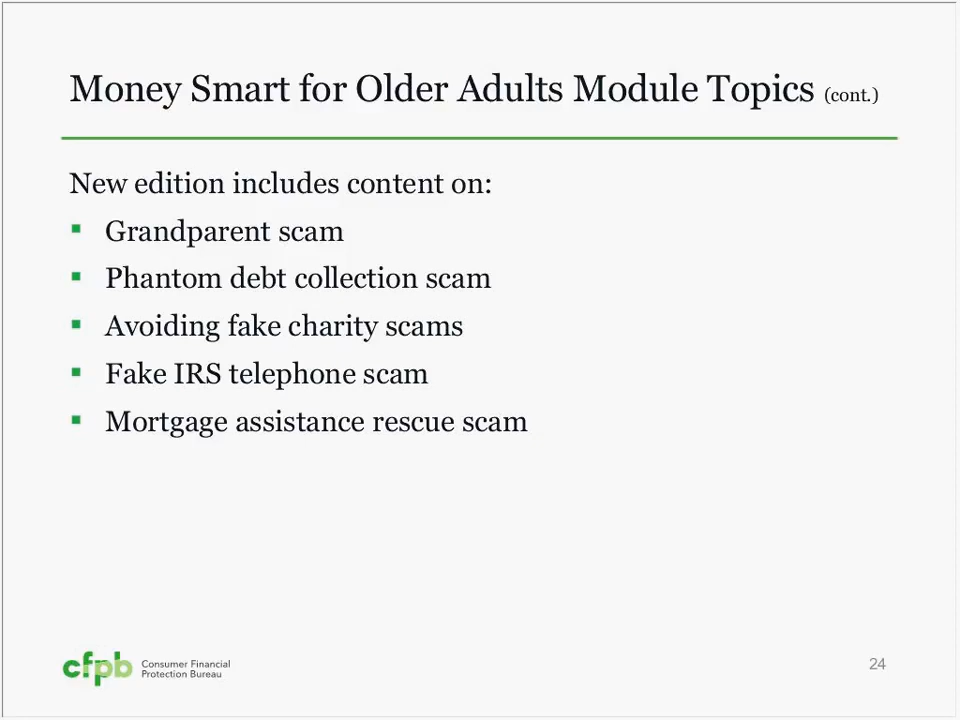 Money Smart for Older Adults Module Topics (cont.)
New edition includes content on:
Grandparent scam
Phantom debt collection scam
Avoiding fake charity scams
Fake IRS telephone scam
Mortgage assistance rescue scam
cfpb
Consumer Financial
Protection Bureau
24